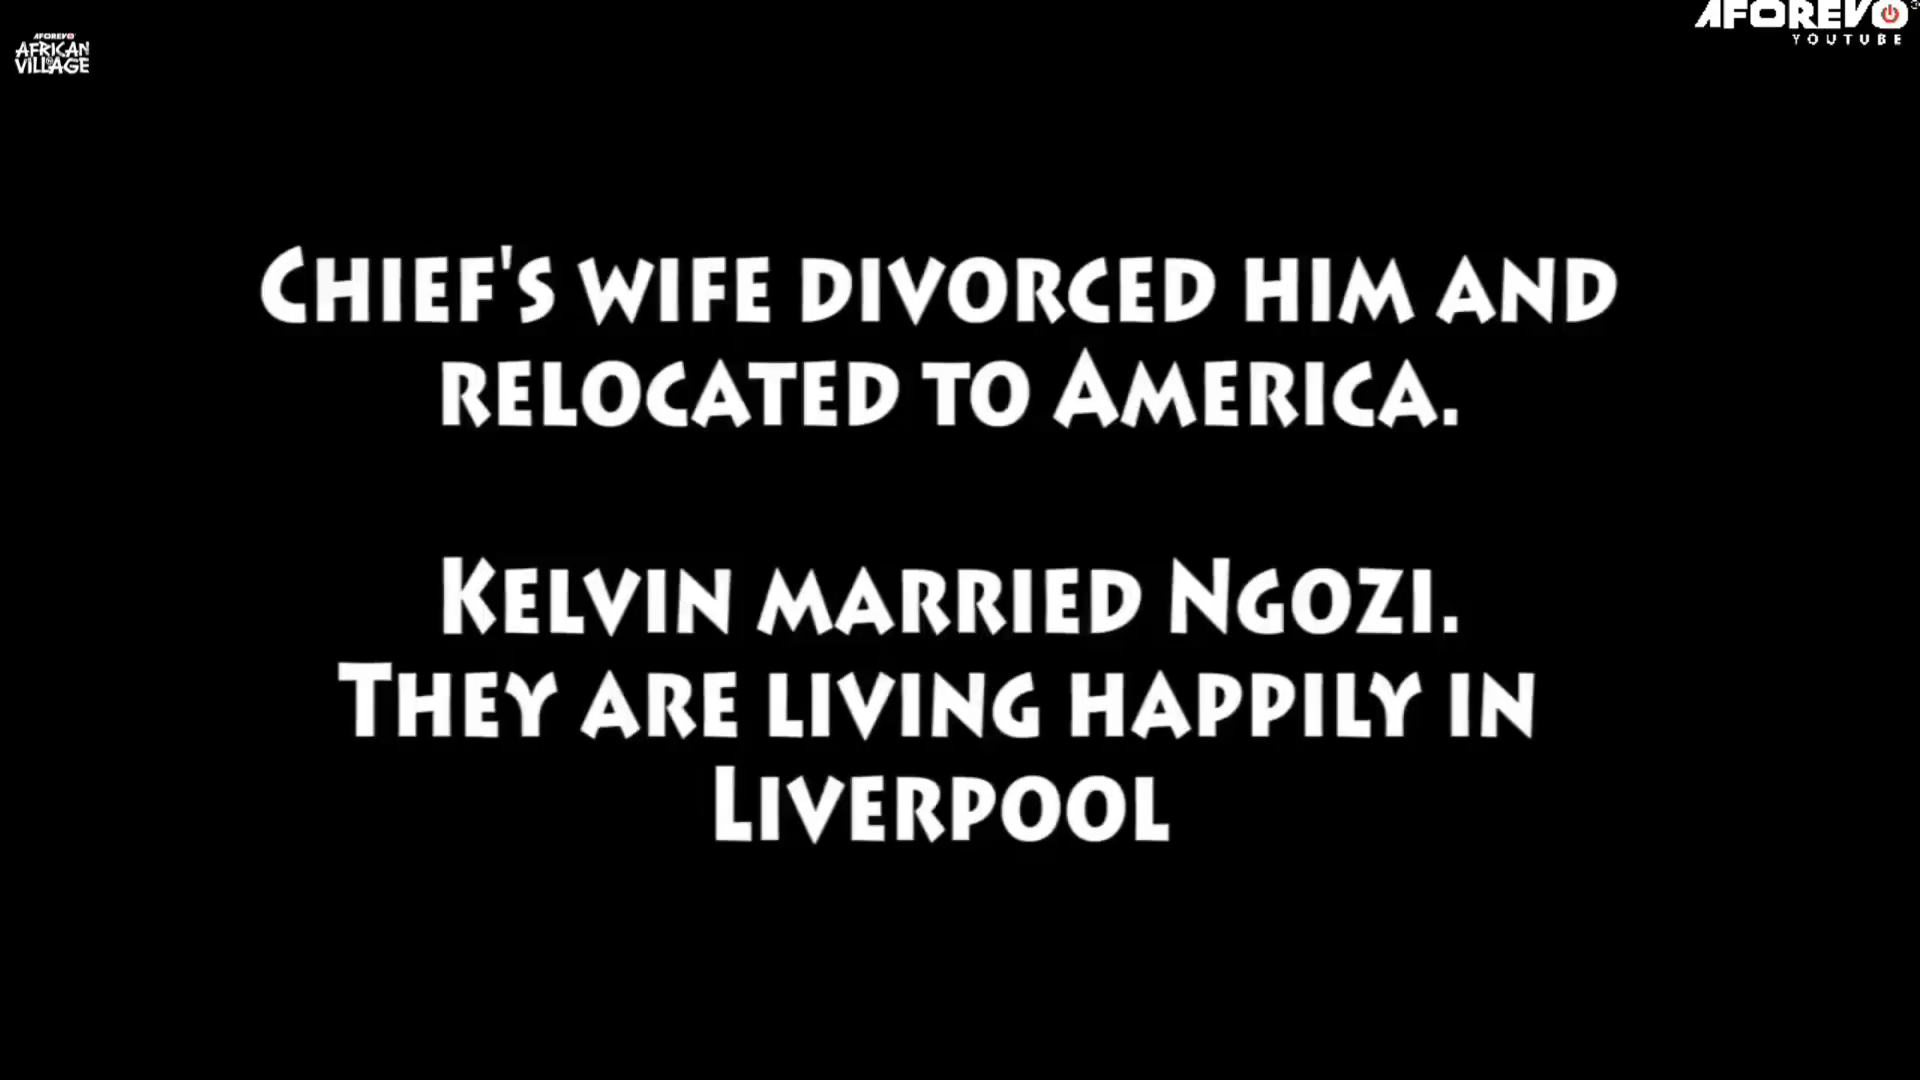 AFOREVO
YOUTUBE
AFOREVO
AFRICAN
VILLAGE
CHIEF'S WIFE DIVORCED HIM AND
RELOCATED TO AMERICA.
KELVIN MARRIED NGOZI.
THEY ARE LIVING HAPPILY IN
LIVERPOOL